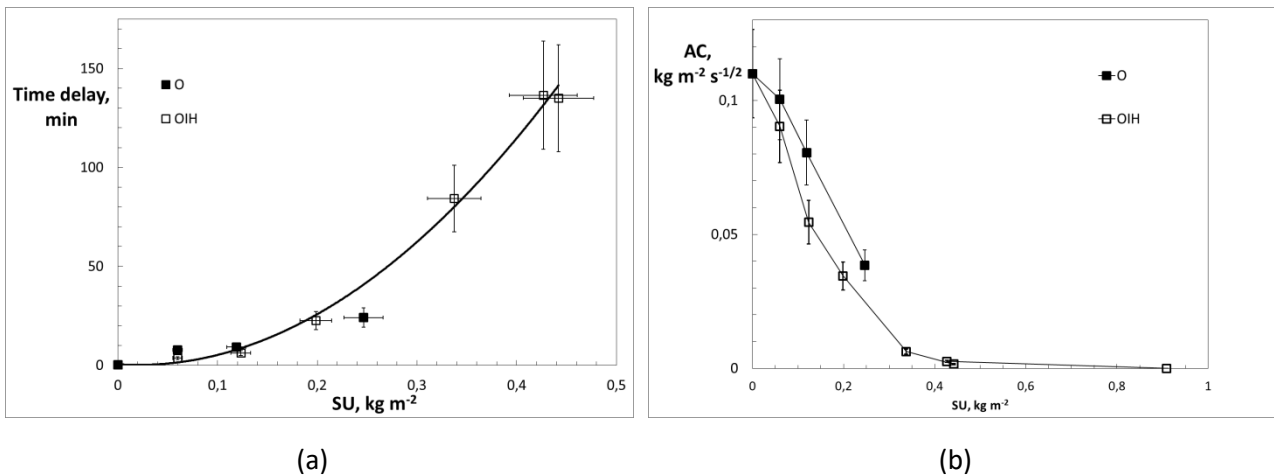 Time delay,
min
150
100
50
0
■ O
□ OIH
0
0,1
0,2
0,3
0,4
0,5
SU, kg m⁻²
(a)
AC,
kg m⁻² s⁻¹/²
0,1
0,05
0
■ O
□ OIH
0
0,2
0,4
0,6
0,8
1
SU, kg m⁻²
(b)